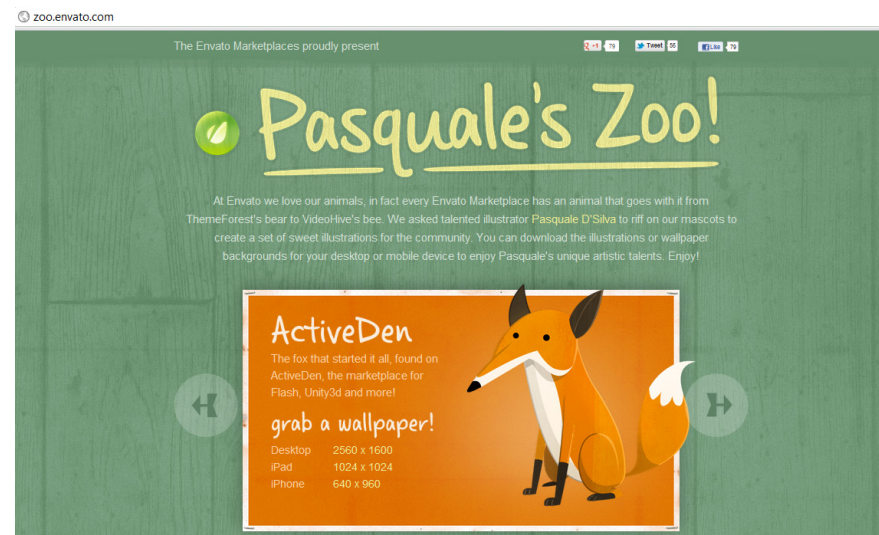 zoo.envato.com
The Envato Marketplaces proudly present
+1 79 Tweet 55 Like 79
Pasquale's Zoo!
At Envato we love our animals, in fact every Envato Marketplace has an animal that goes with it from
ThemeForest's bear to VideoHive's bee. We asked talented illustrator Pasquale D'Silva to riff on our mascots to
create a set of sweet illustrations for the community. You can download the illustrations or wallpaper
backgrounds for your desktop or mobile device to enjoy Pasquale's unique artistic talents. Enjoy!
ActiveDen
The fox that started it all, found on
ActiveDen, the marketplace for
Flash, Unity3d and more!
grab a wallpaper!
Desktop 2560 x 1600
iPad 1024 x 1024
iPhone 640 x 960